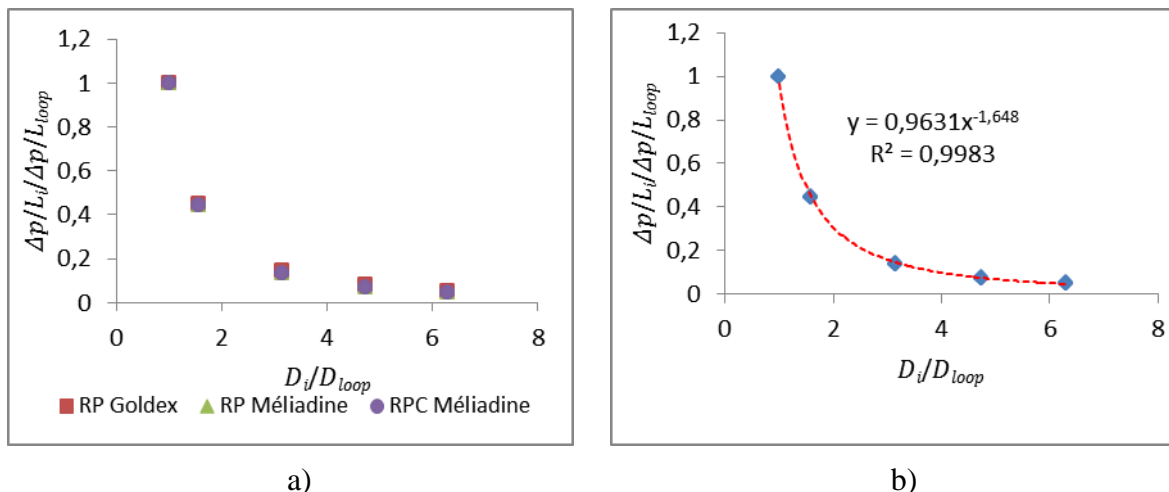 1,2
1
0,8
0,6
0,4
0,2
0
Δp/L_i/Δp/L_loop
0 2 4 6 8
D_i/D_loop
RP Goldex RP Méliadine RPC Méliadine
a)
1,2
1
0,8
0,6
0,4
0,2
0
Δp/L_i/Δp/L_loop
y = 0,9631x^-1,648
R² = 0,9983
0 2 4 6 8
D_i/D_loop
b)